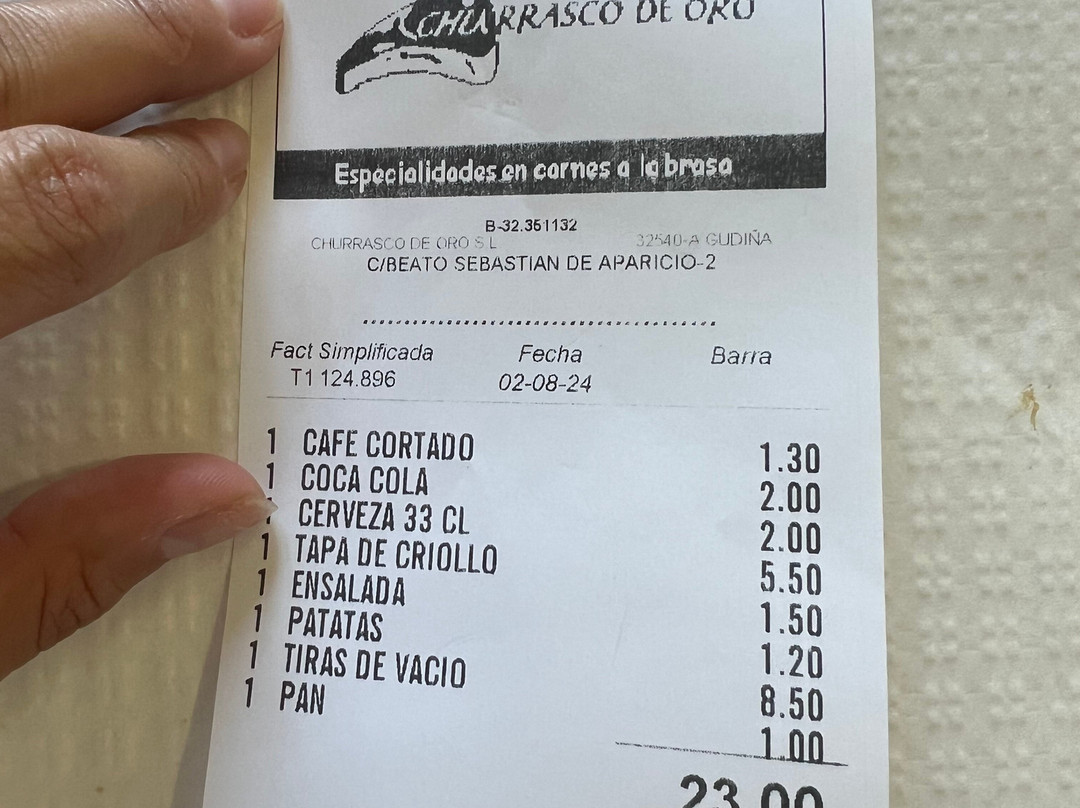 CHURRASCO DE ORO
Especialidades en carnes a la brasa
B-32.351132
CHURRASCO DE ORO S.L 32540-A GUDIÑA
C/BEATO SEBASTIAN DE APARICIO-2
Fact Simplificada Fecha Barra
T1 124.896 02-08-24
1 CAFE CORTADO 1.30
1 COCA COLA 2.00
1 CERVEZA 33 CL 2.00
1 TAPA DE CRIOLLO 5.50
1 ENSALADA 1.50
1 PATATAS 1.20
1 TIRAS DE VACIO 8.50
1 PAN 1.00
23.00